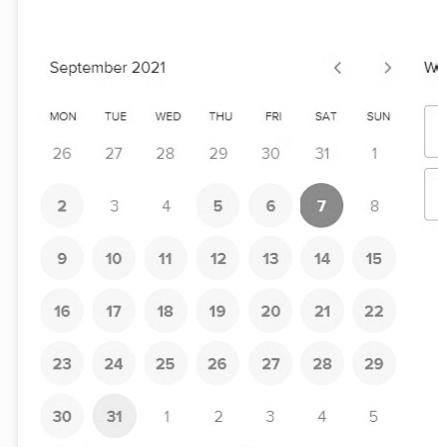 September 2021 < >
MON TUE WED THU FRI SAT SUN
26 27 28 29 30 31 1
2 3 4 5 6 7 8
9 10 11 12 13 14 15
16 17 18 19 20 21 22
23 24 25 26 27 28 29
30 31 1 2 3 4 5